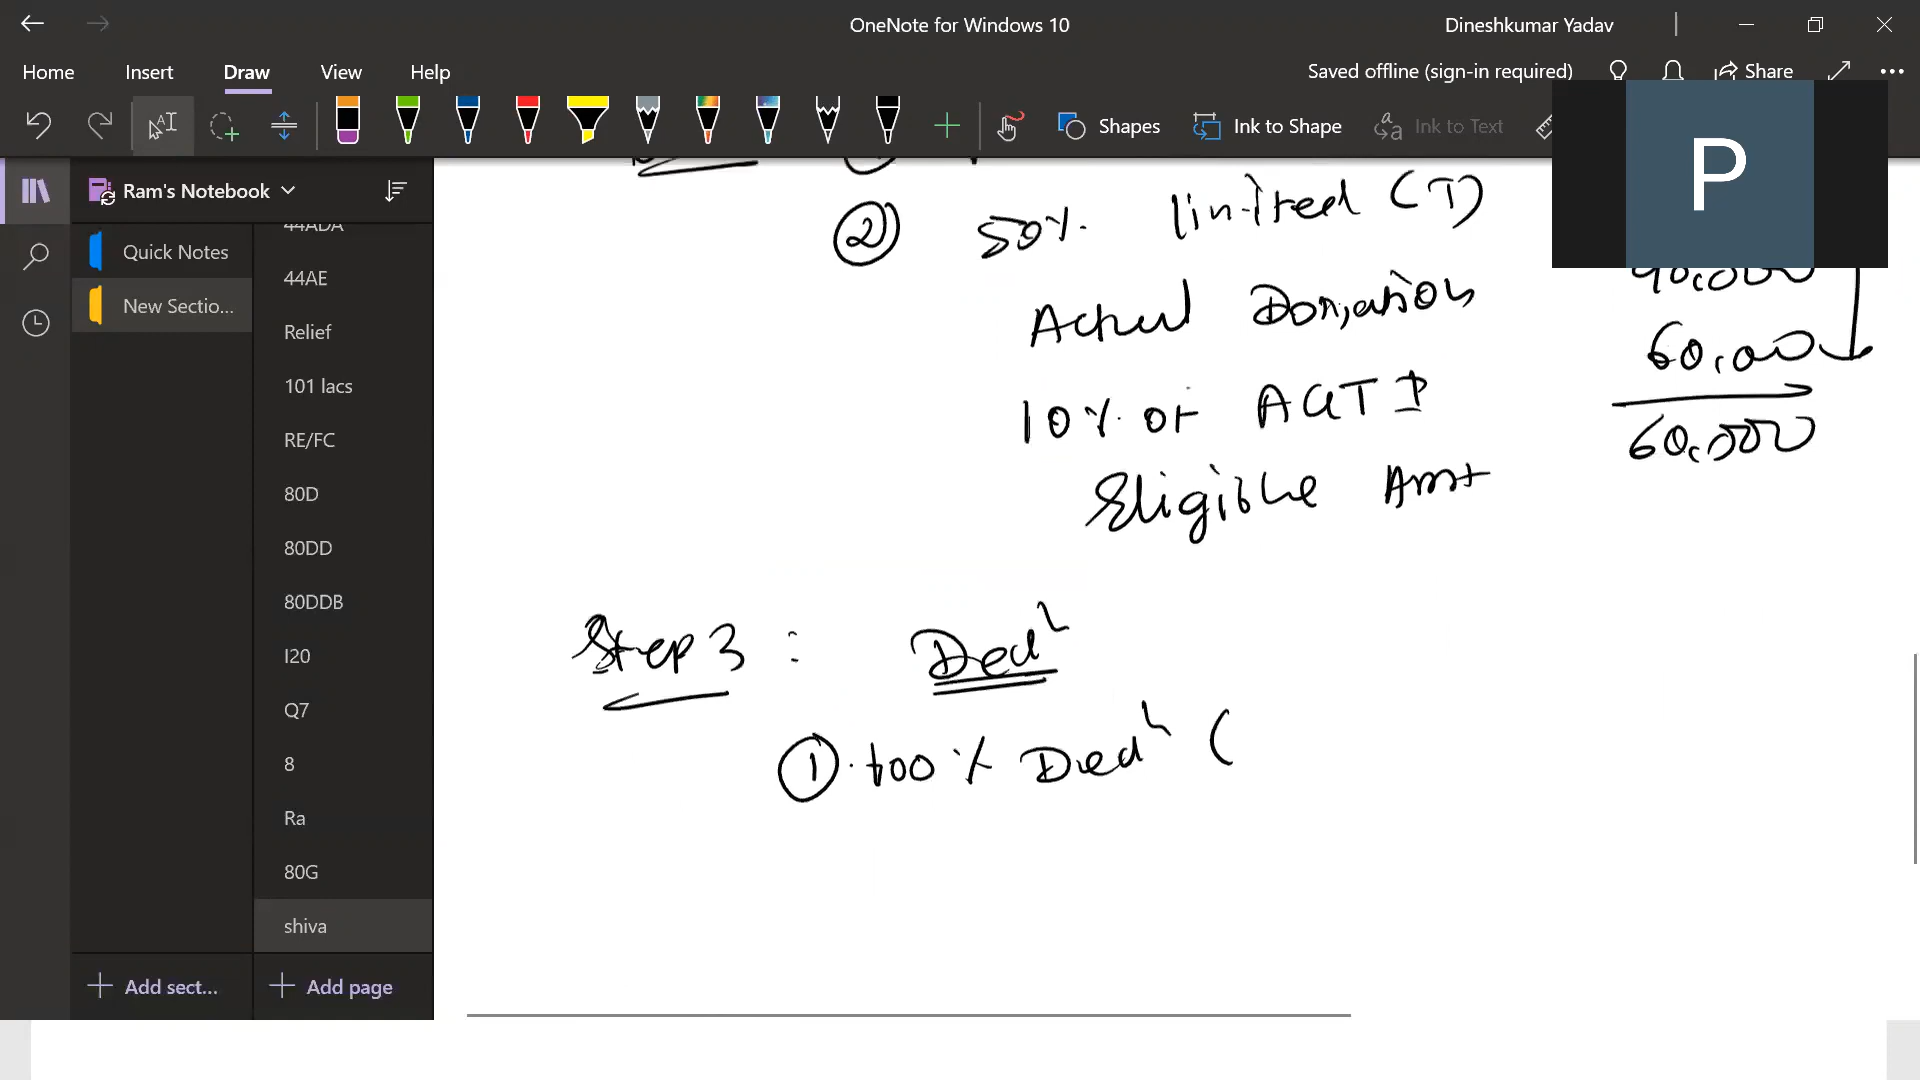 OneNote for Windows 10
Dineshkumar Yadav
Home Insert Draw View Help
Saved offline (sign-in required) Share
Shapes Ink to Shape Ink to Text
Ram's Notebook
Quick Notes
New Sectio...
44ADA
44AE
Relief
101 lacs
RE/FC
80D
80DD
80DDB
I20
Q7
8
Ra
80G
shiva
Add sect...
Add page
P
② 50% limited (T)
Actual Donation 90,000
10% of AGTI 60,000
60,000
Eligible Amt
Step 3 : Dedn
① 100% Dedn (